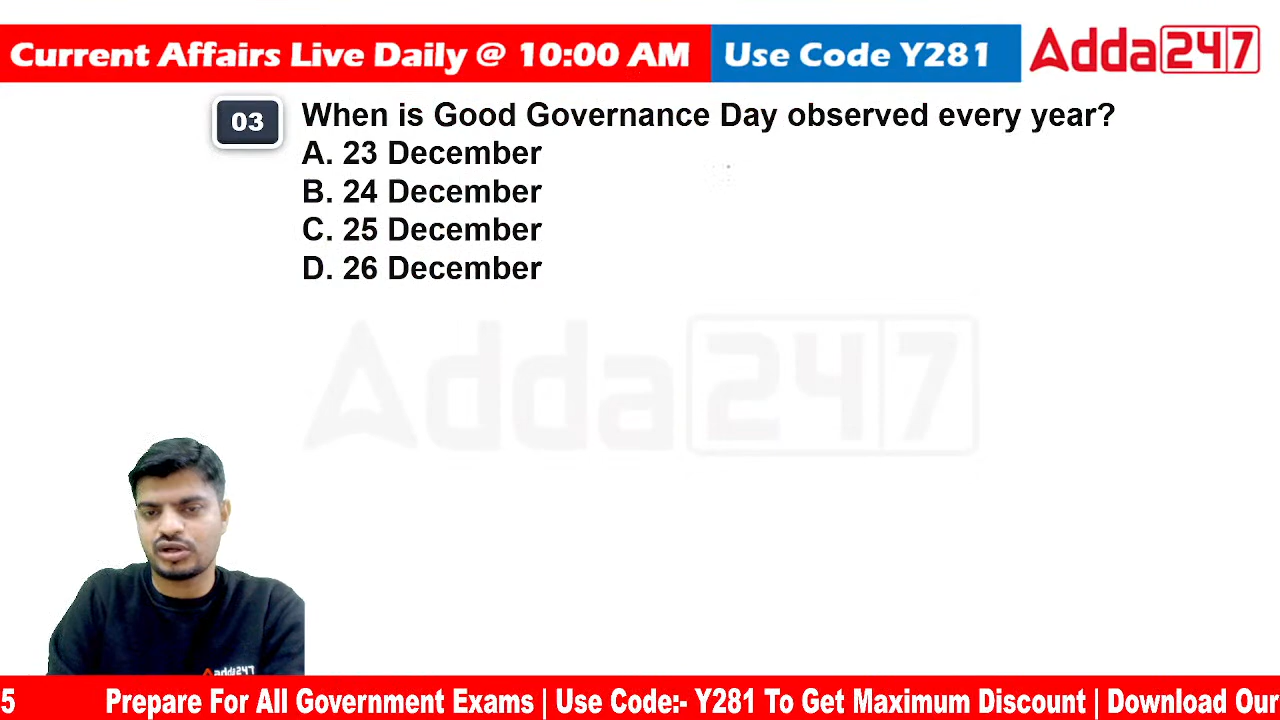 Current Affairs Live Daily @ 10:00 AM
Use Code Y281
Adda247
03
When is Good Governance Day observed every year?
A. 23 December
B. 24 December
C. 25 December
D. 26 December
Adda247
5 Prepare For All Government Exams | Use Code:- Y281 To Get Maximum Discount | Download Our